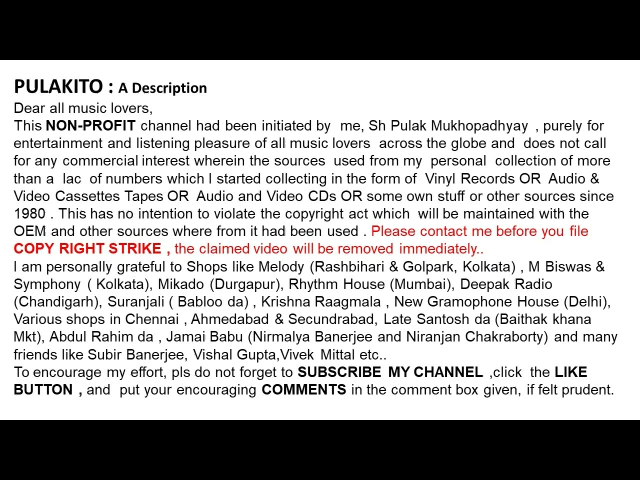 PULAKITO : A Description
Dear all music lovers,
This NON-PROFIT channel had been initiated by me, Sh Pulak Mukhopadhyay , purely for
entertainment and listening pleasure of all music lovers across the globe and does not call
for any commercial interest wherein the sources used from my personal collection of more
than a lac of numbers which I started collecting in the form of Vinyl Records OR Audio &
Video Cassettes Tapes OR Audio and Video CDs OR some own stuff or other sources since
1980 . This has no intention to violate the copyright act which will be maintained with the
OEM and other sources where from it had been used . Please contact me before you file
COPY RIGHT STRIKE , the claimed video will be removed immediately..
I am personally grateful to Shops like Melody (Rashbihari & Golpark, Kolkata) , M Biswas &
Symphony ( Kolkata), Mikado (Durgapur), Rhythm House (Mumbai), Deepak Radio
(Chandigarh), Suranjali ( Babloo da) , Krishna Raagmala , New Gramophone House (Delhi),
Various shops in Chennai , Ahmedabad & Secundrabad, Late Santosh da (Baithak khana
Mkt), Abdul Rahim da , Jamai Babu (Nirmalya Banerjee and Niranjan Chakraborty) and many
friends like Subir Banerjee, Vishal Gupta,Vivek Mittal etc..
To encourage my effort, pls do not forget to SUBSCRIBE MY CHANNEL ,click the LIKE
BUTTON , and put your encouraging COMMENTS in the comment box given, if felt prudent.